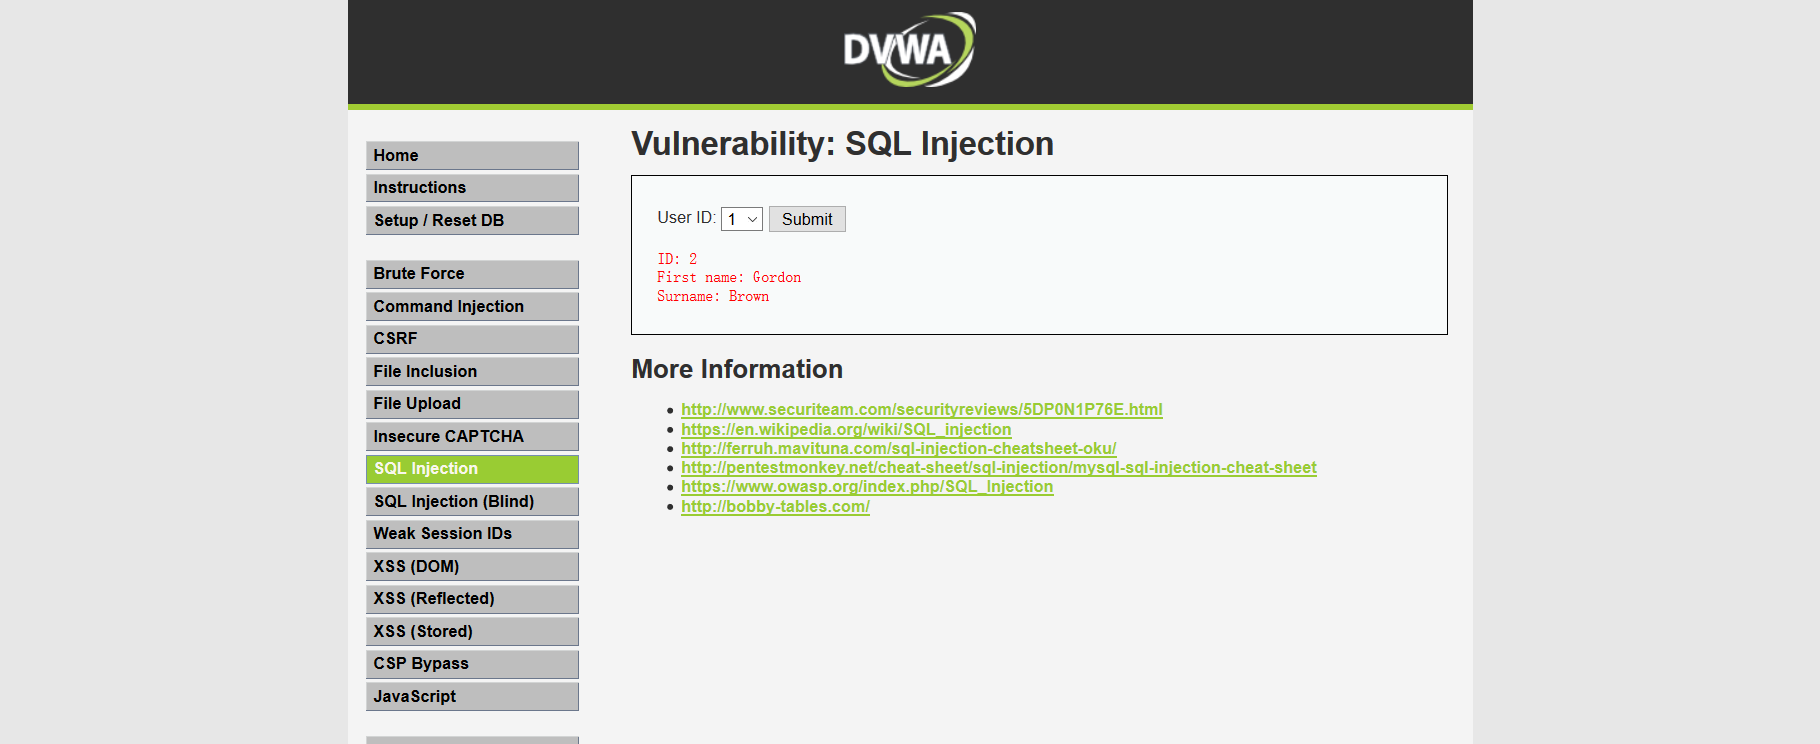 DVWA
Home
Instructions
Setup / Reset DB
Brute Force
Command Injection
CSRF
File Inclusion
File Upload
Insecure CAPTCHA
SQL Injection
SQL Injection (Blind)
Weak Session IDs
XSS (DOM)
XSS (Reflected)
XSS (Stored)
CSP Bypass
JavaScript
Vulnerability: SQL Injection
User ID: 1 Submit
ID: 2
First name: Gordon
Surname: Brown
More Information
http://www.securiteam.com/securityreviews/5DP0N1P76E.html
https://en.wikipedia.org/wiki/SQL_injection
http://ferruh.mavituna.com/sql-injection-cheatsheet-oku/
http://pentestmonkey.net/cheat-sheet/sql-injection/mysql-sql-injection-cheat-sheet
https://www.owasp.org/index.php/SQL_Injection
http://bobby-tables.com/